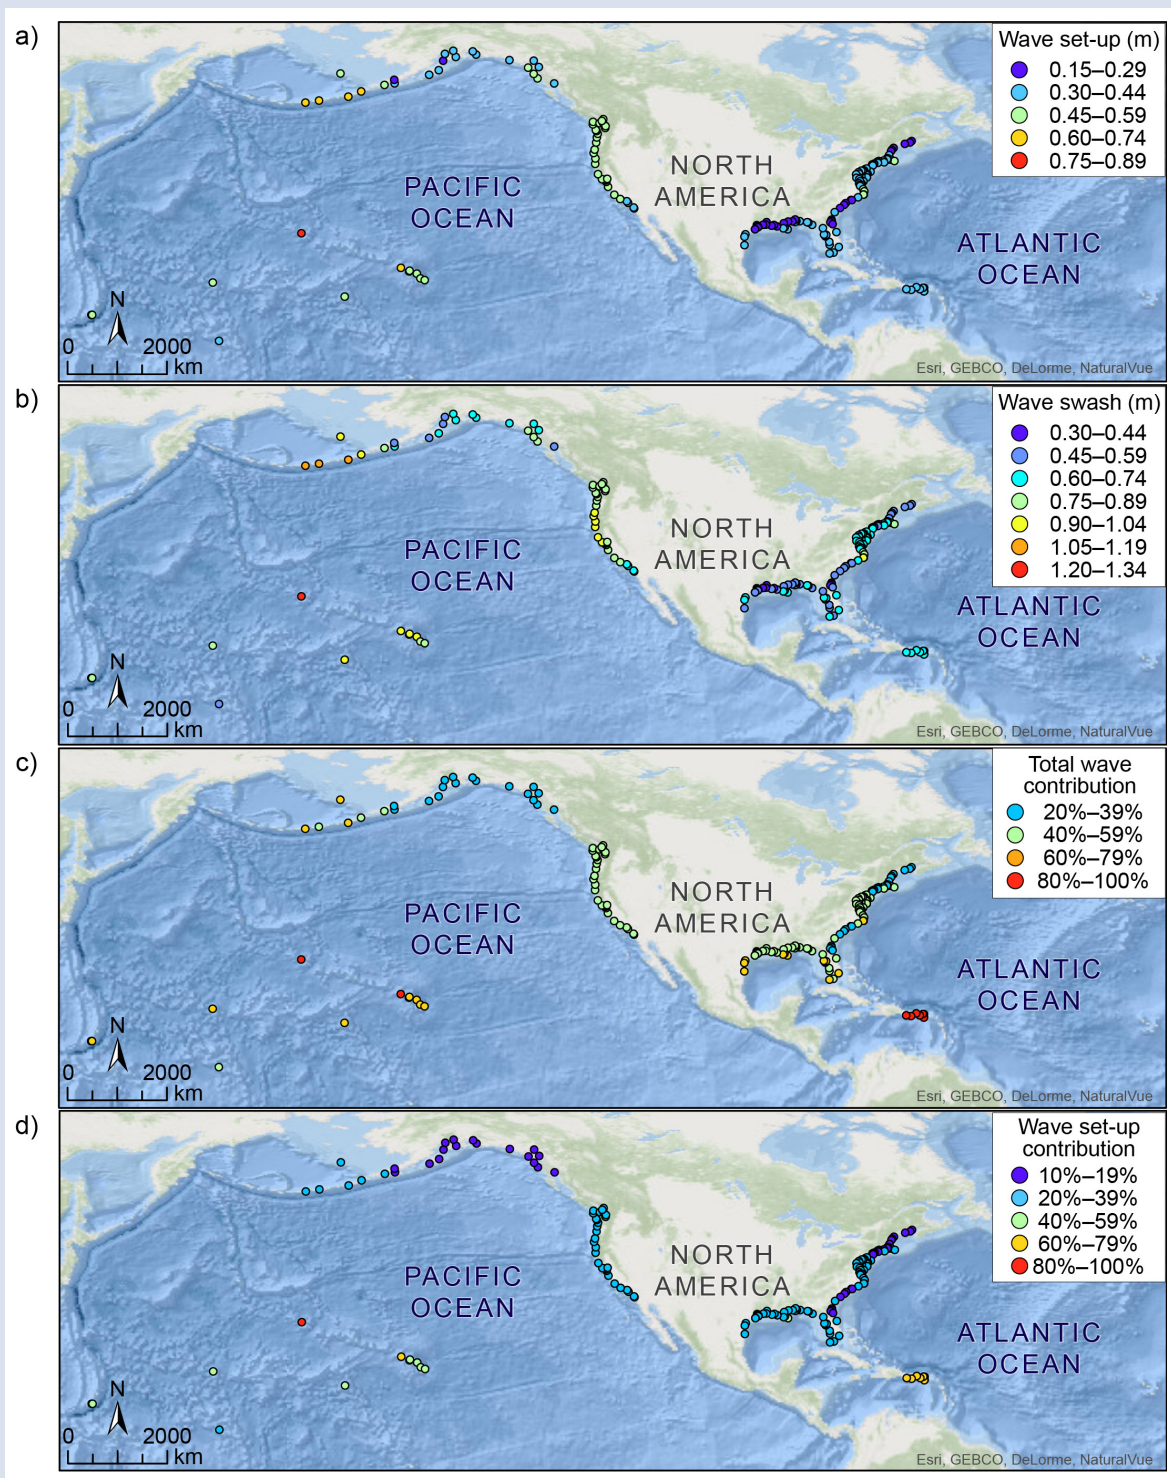 a)
Wave set-up (m)
0.15–0.29
0.30–0.44
0.45–0.59
0.60–0.74
0.75–0.89
NORTH
AMERICA
PACIFIC
OCEAN
ATLANTIC
OCEAN
N
0 2000
km
Esri, GEBCO, DeLorme, NaturalVue
b)
Wave swash (m)
0.30–0.44
0.45–0.59
0.60–0.74
0.75–0.89
0.90–1.04
1.05–1.19
1.20–1.34
NORTH
AMERICA
PACIFIC
OCEAN
ATLANTIC
OCEAN
N
0 2000
km
Esri, GEBCO, DeLorme, NaturalVue
c)
Total wave
contribution
20%–39%
40%–59%
60%–79%
80%–100%
NORTH
AMERICA
PACIFIC
OCEAN
ATLANTIC
OCEAN
N
0 2000
km
Esri, GEBCO, DeLorme, NaturalVue
d)
Wave set-up
contribution
10%–19%
20%–39%
40%–59%
60%–79%
80%–100%
NORTH
AMERICA
PACIFIC
OCEAN
ATLANTIC
OCEAN
N
0 2000
km
Esri, GEBCO, DeLorme, NaturalVue